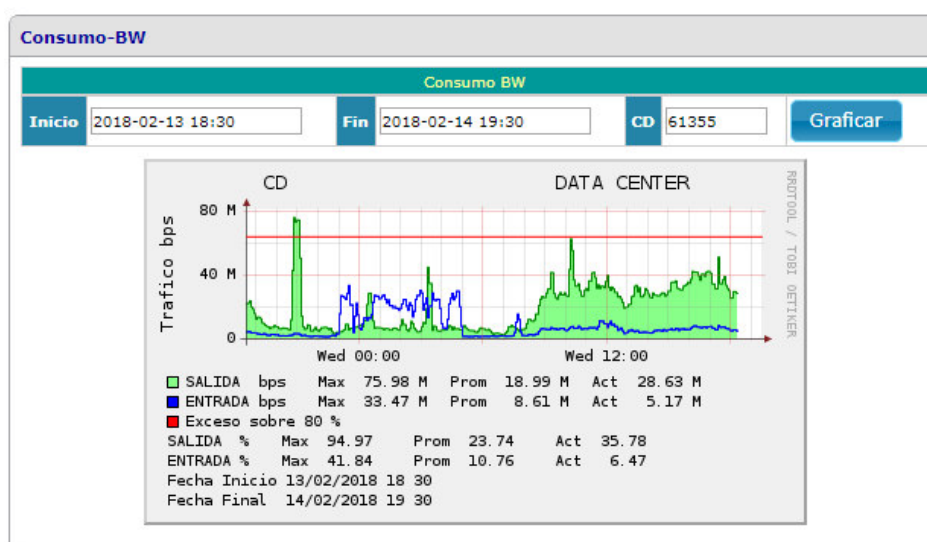 Consumo-BW
Consumo BW
Inicio 2018-02-13 18:30 Fin 2018-02-14 19:30 CD 61355 Graficar
CD DATA CENTER
RRDTOOL / TOBI OETIKER
Trafico bps
80 M
40 M
0
Wed 00:00 Wed 12:00
SALIDA bps Max 75.98 M Prom 18.99 M Act 28.63 M
ENTRADA bps Max 33.47 M Prom 8.61 M Act 5.17 M
Exceso sobre 80 %
SALIDA % Max 94.97 Prom 23.74 Act 35.78
ENTRADA % Max 41.84 Prom 10.76 Act 6.47
Fecha Inicio 13/02/2018 18 30
Fecha Final 14/02/2018 19 30